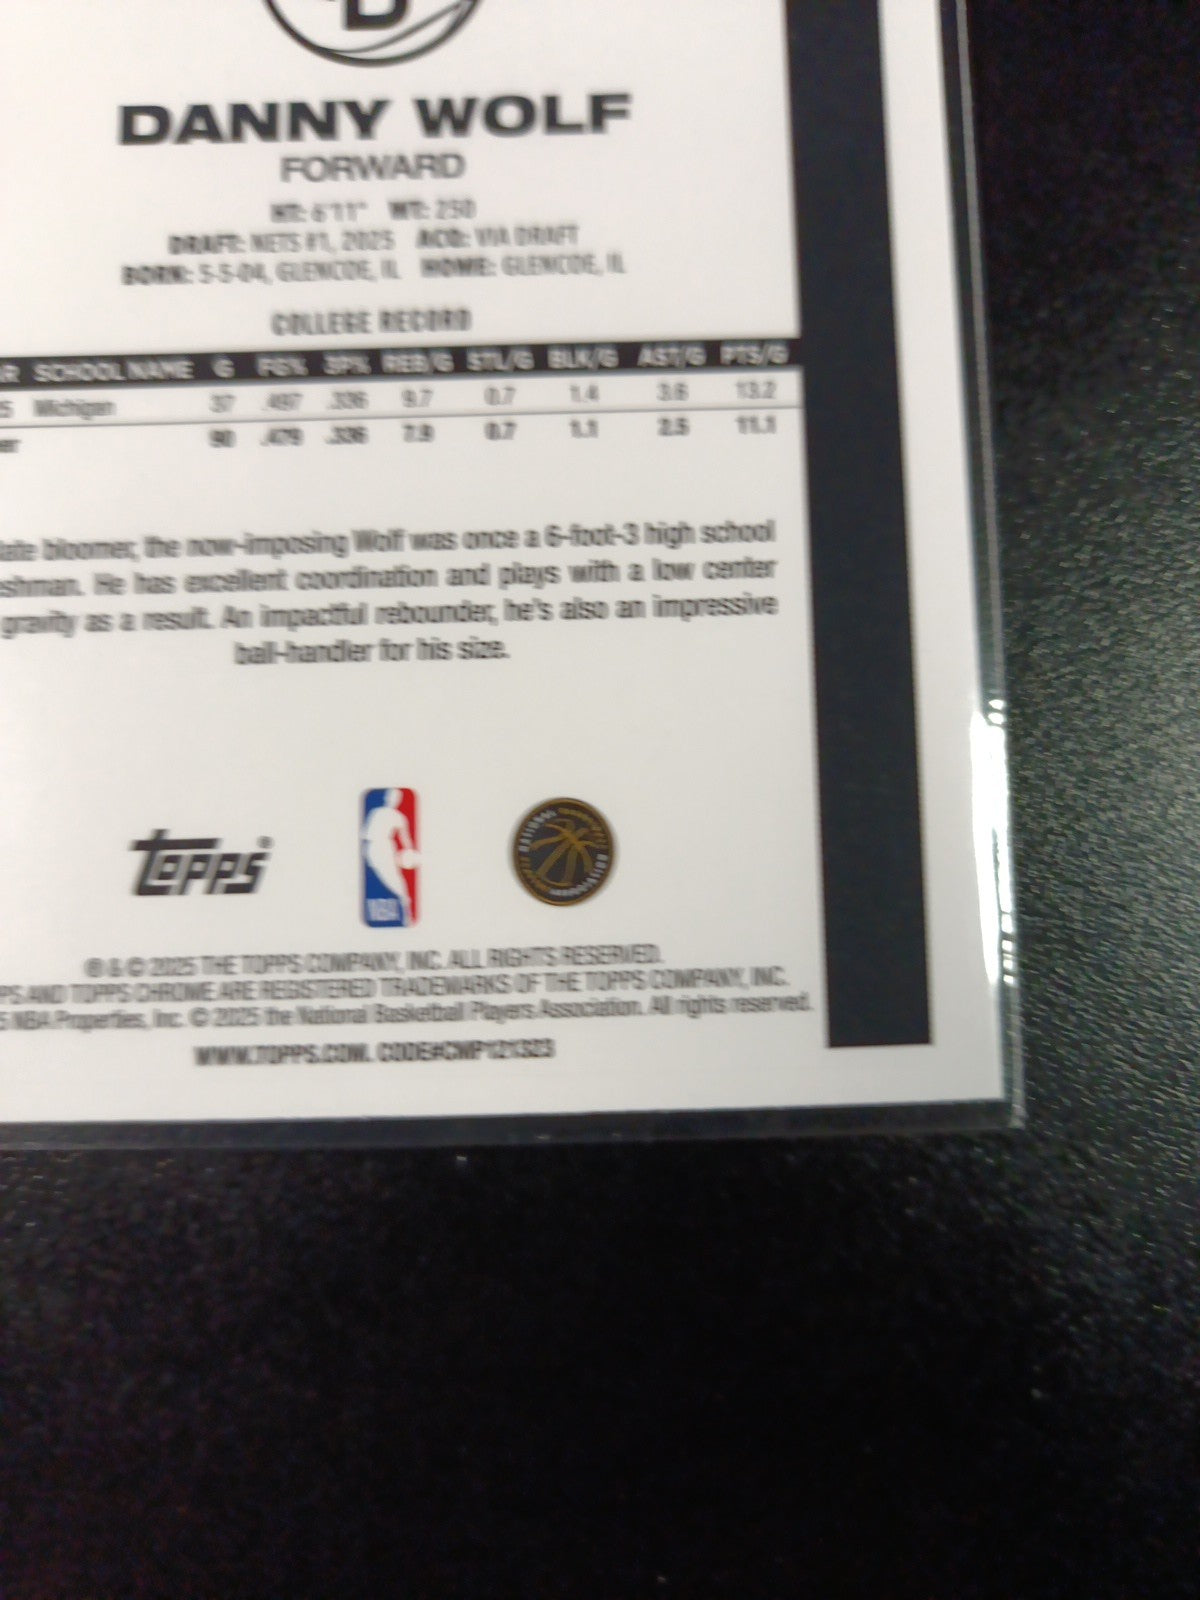 DANNY WOLF
FORWARD
HT: 6'11" WT: 250
DRAFT: NETS #1, 2025 ACQ: VIA DRAFT
BORN: 5-5-04, GLENCOE, IL HOME: GLENCOE, IL
COLLEGE RECORD
R SCHOOL NAME G FG% 3P% REB/G STL/G BLK/G AST/G PTS/G
5 Michigan 37 .497 .336 9.7 0.7 1.4 3.6 13.2
er 90 .479 .336 7.9 0.7 1.1 2.5 11.1
late bloomer, the now-imposing Wolf was once a 6-foot-3 high school
eshman. He has excellent coordination and plays with a low center
gravity as a result. An impactful rebounder, he's also an impressive
ball-handler for his size.
topps
NBA
® & © 2025 THE TOPPS COMPANY, INC. ALL RIGHTS RESERVED.
PS AND TOPPS CHROME ARE REGISTERED TRADEMARKS OF THE TOPPS COMPANY, INC.
5 NBA Properties, Inc. © 2025 the National Basketball Players Association. All rights reserved.
WWW.TOPPS.COM. CODE#CMP121323